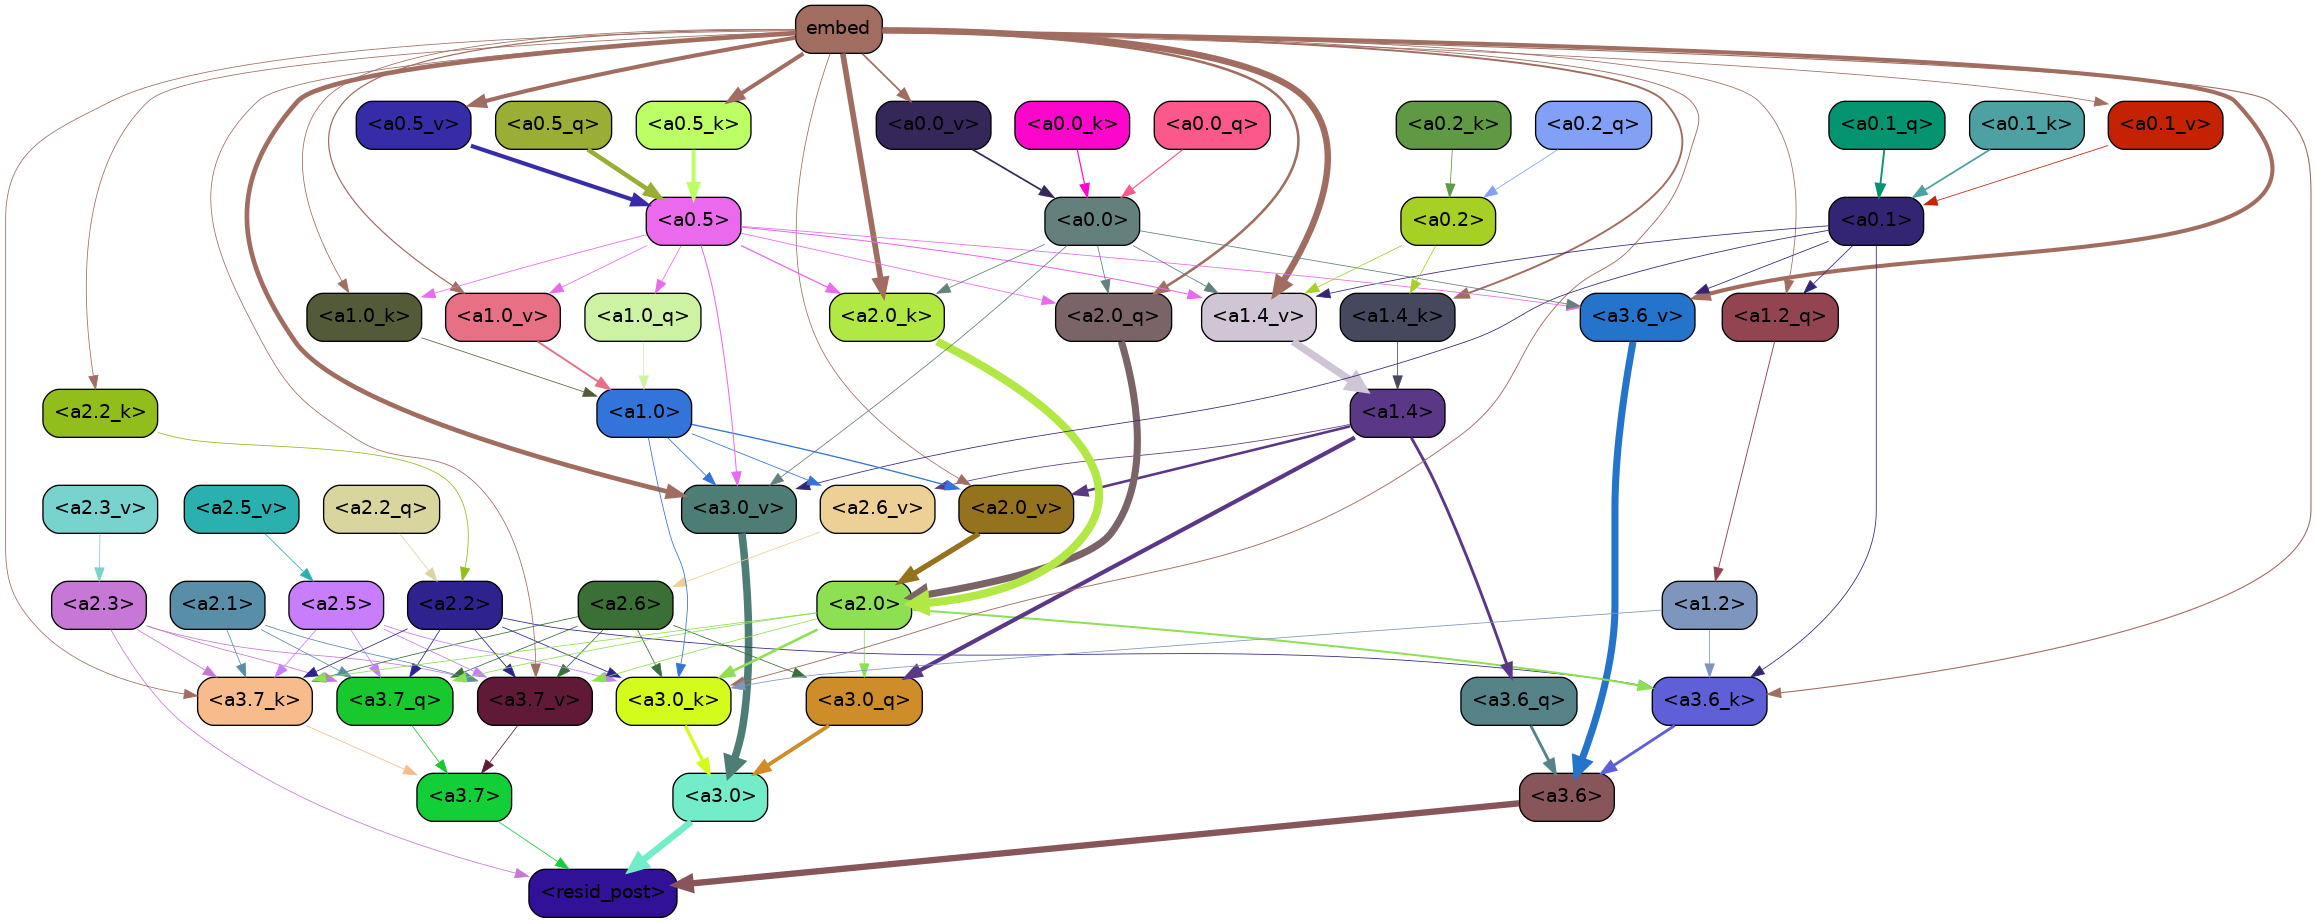 embed
<a0.5_v> <a0.5_q> <a0.5_k> <a0.0_v> <a0.0_k> <a0.0_q> <a0.2_k> <a0.2_q> <a0.1_q> <a0.1_k> <a0.1_v>
<a0.5> <a0.0> <a0.2> <a0.1>
<a1.0_k> <a1.0_v> <a1.0_q> <a2.0_k> <a2.0_q> <a1.4_v> <a1.4_k> <a3.6_v> <a1.2_q>
<a2.2_k> <a1.0> <a1.4>
<a2.3_v> <a2.5_v> <a2.2_q> <a3.0_v> <a2.6_v> <a2.0_v>
<a2.3> <a2.1> <a2.5> <a2.2> <a2.6> <a2.0> <a1.2>
<a3.7_k> <a3.7_q> <a3.7_v> <a3.0_k> <a3.0_q> <a3.6_q> <a3.6_k>
<a3.7> <a3.0> <a3.6>
<resid_post>